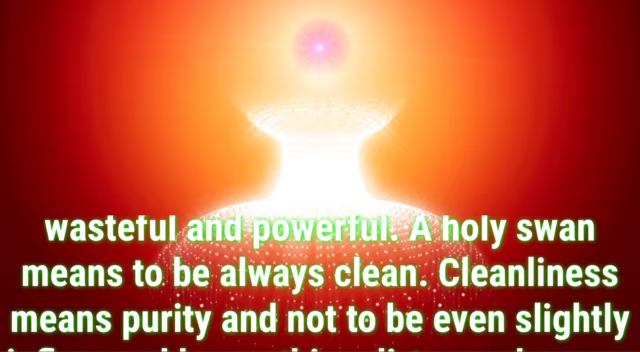 wasteful and powerful. A holy swan
means to be always clean. Cleanliness
means purity and not to be even slightly